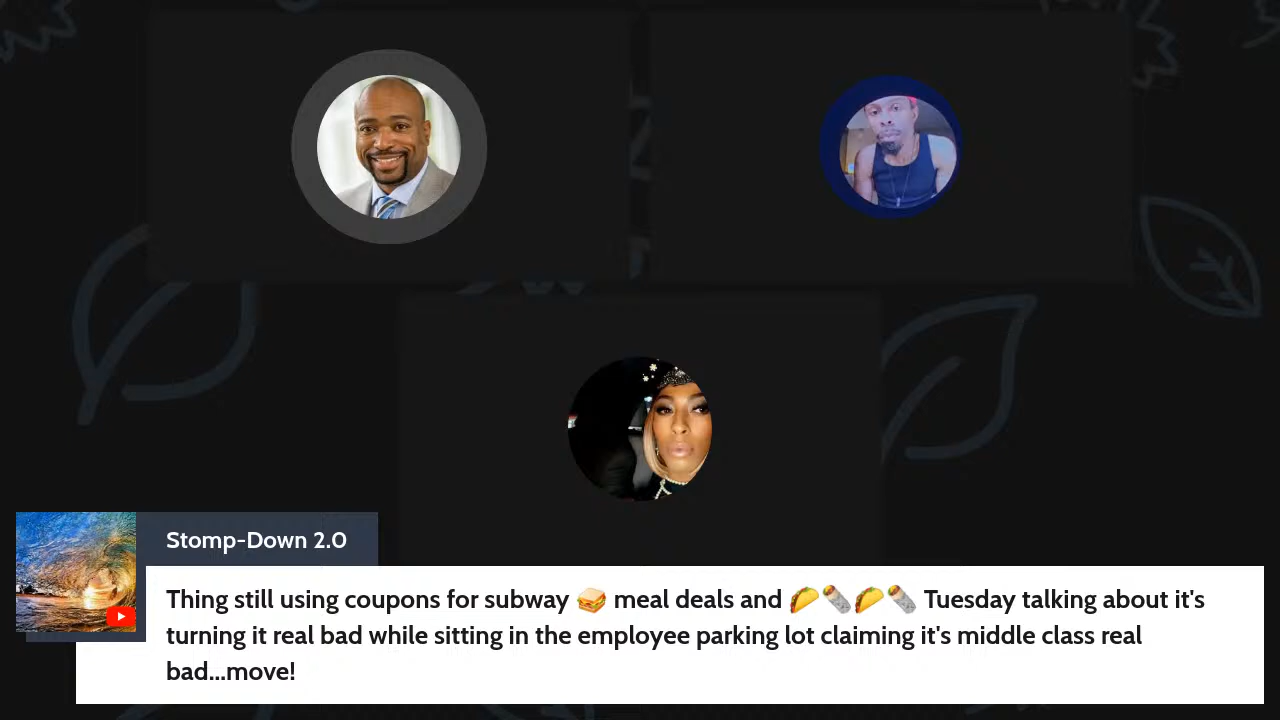 Stomp-Down 2.0
Thing still using coupons for subway 🥪 meal deals and 🌮🌯🌮🌯 Tuesday talking about it's
turning it real bad while sitting in the employee parking lot claiming it's middle class real
bad...move!